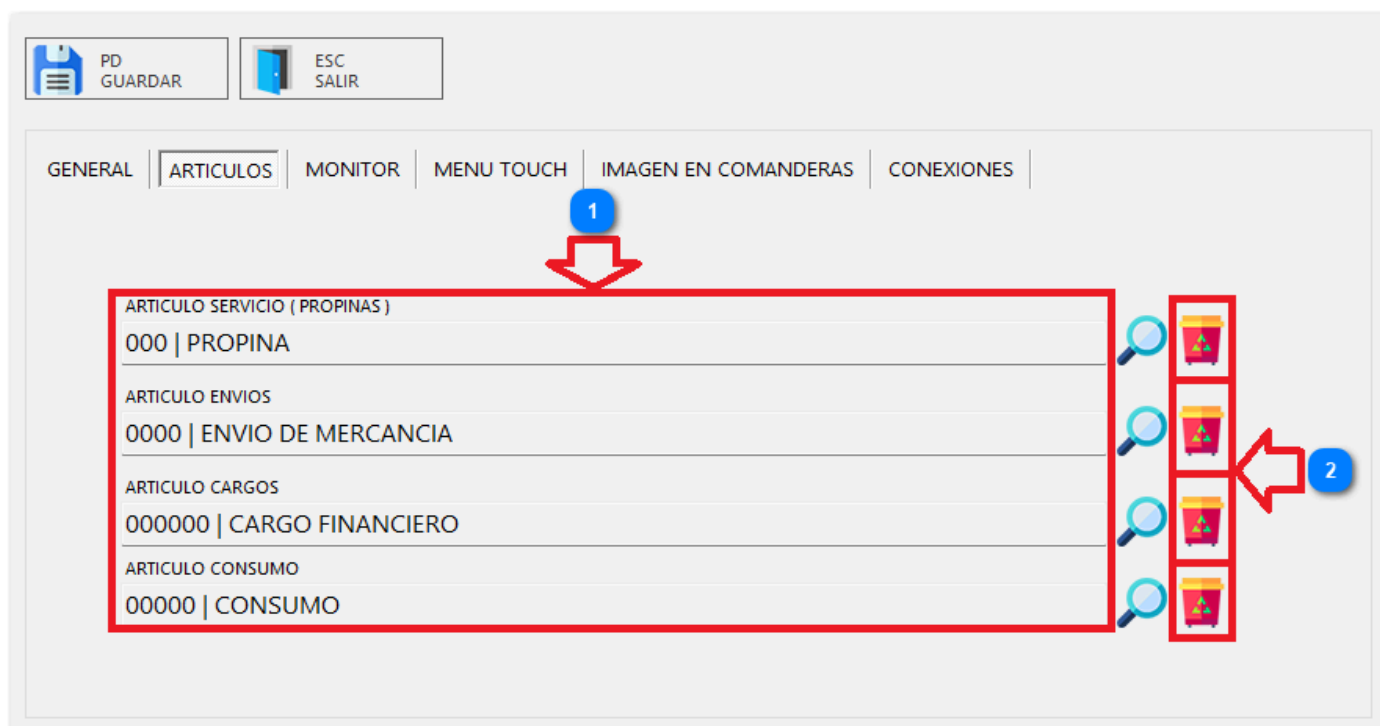 PD
GUARDAR
ESC
SALIR
GENERAL ARTICULOS MONITOR MENU TOUCH IMAGEN EN COMANDERAS CONEXIONES
1
ARTICULO SERVICIO ( PROPINAS )
000 | PROPINA
ARTICULO ENVIOS
0000 | ENVIO DE MERCANCIA
2
ARTICULO CARGOS
000000 | CARGO FINANCIERO
ARTICULO CONSUMO
00000 | CONSUMO